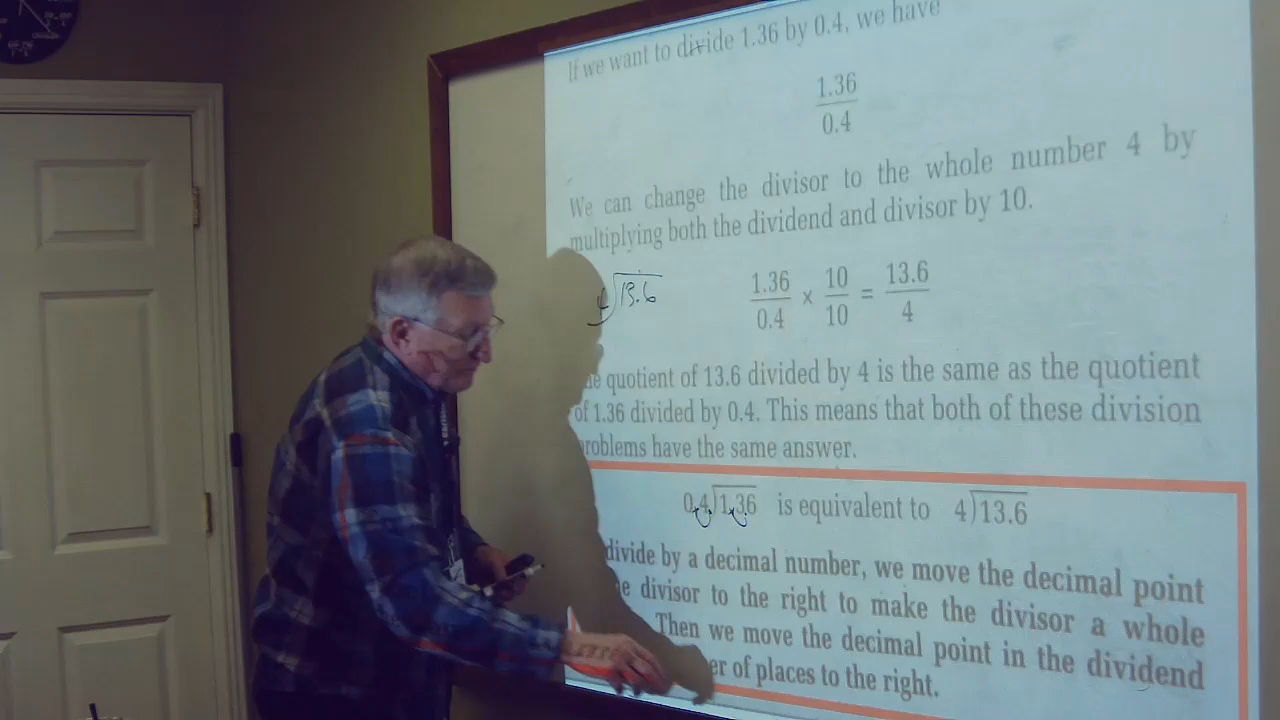 If we want to divide 1.36 by 0.4, we have
1.36
0.4
We can change the divisor to the whole number 4 by
multiplying both the dividend and divisor by 10.
4)13.6
1.36/0.4 × 10/10 = 13.6/4
quotient of 13.6 divided by 4 is the same as the quotient
of 1.36 divided by 0.4. This means that both of these division
problems have the same answer.
0.4)1.36 is equivalent to 4)13.6
divide by a decimal number, we move the decimal point
divisor to the right to make the divisor a whole
Then we move the decimal point in the dividend
of places to the right.